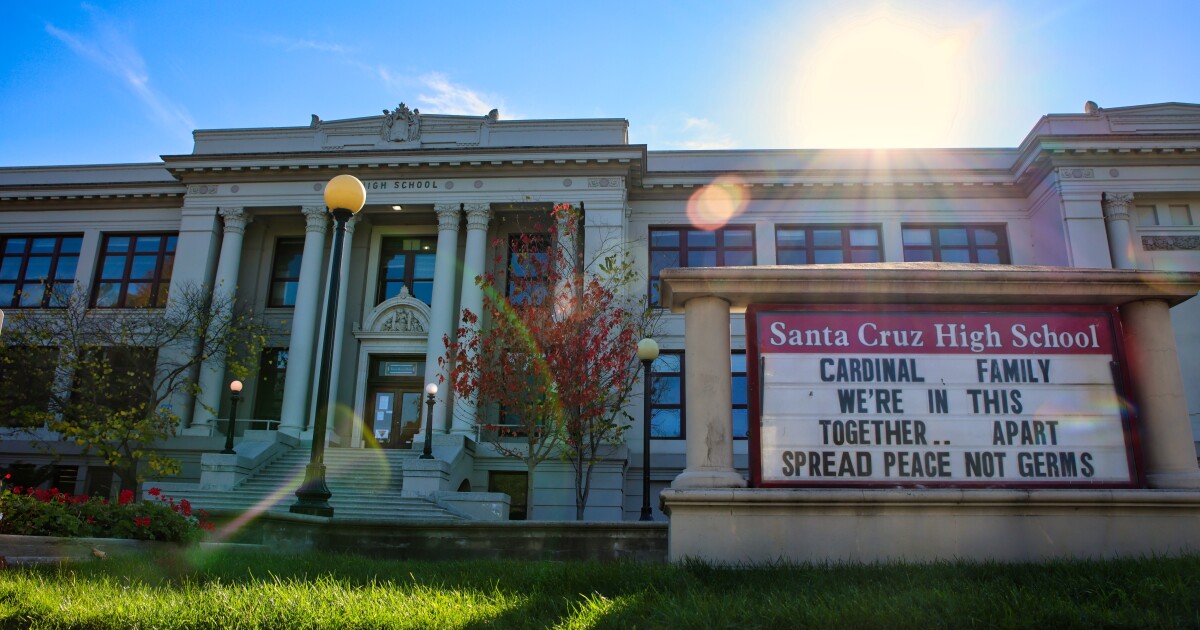 HIGH SCHOOL
Santa Cruz High School
CARDINAL FAMILY
WE'RE IN THIS
TOGETHER.. APART
SPREAD PEACE NOT GERMS